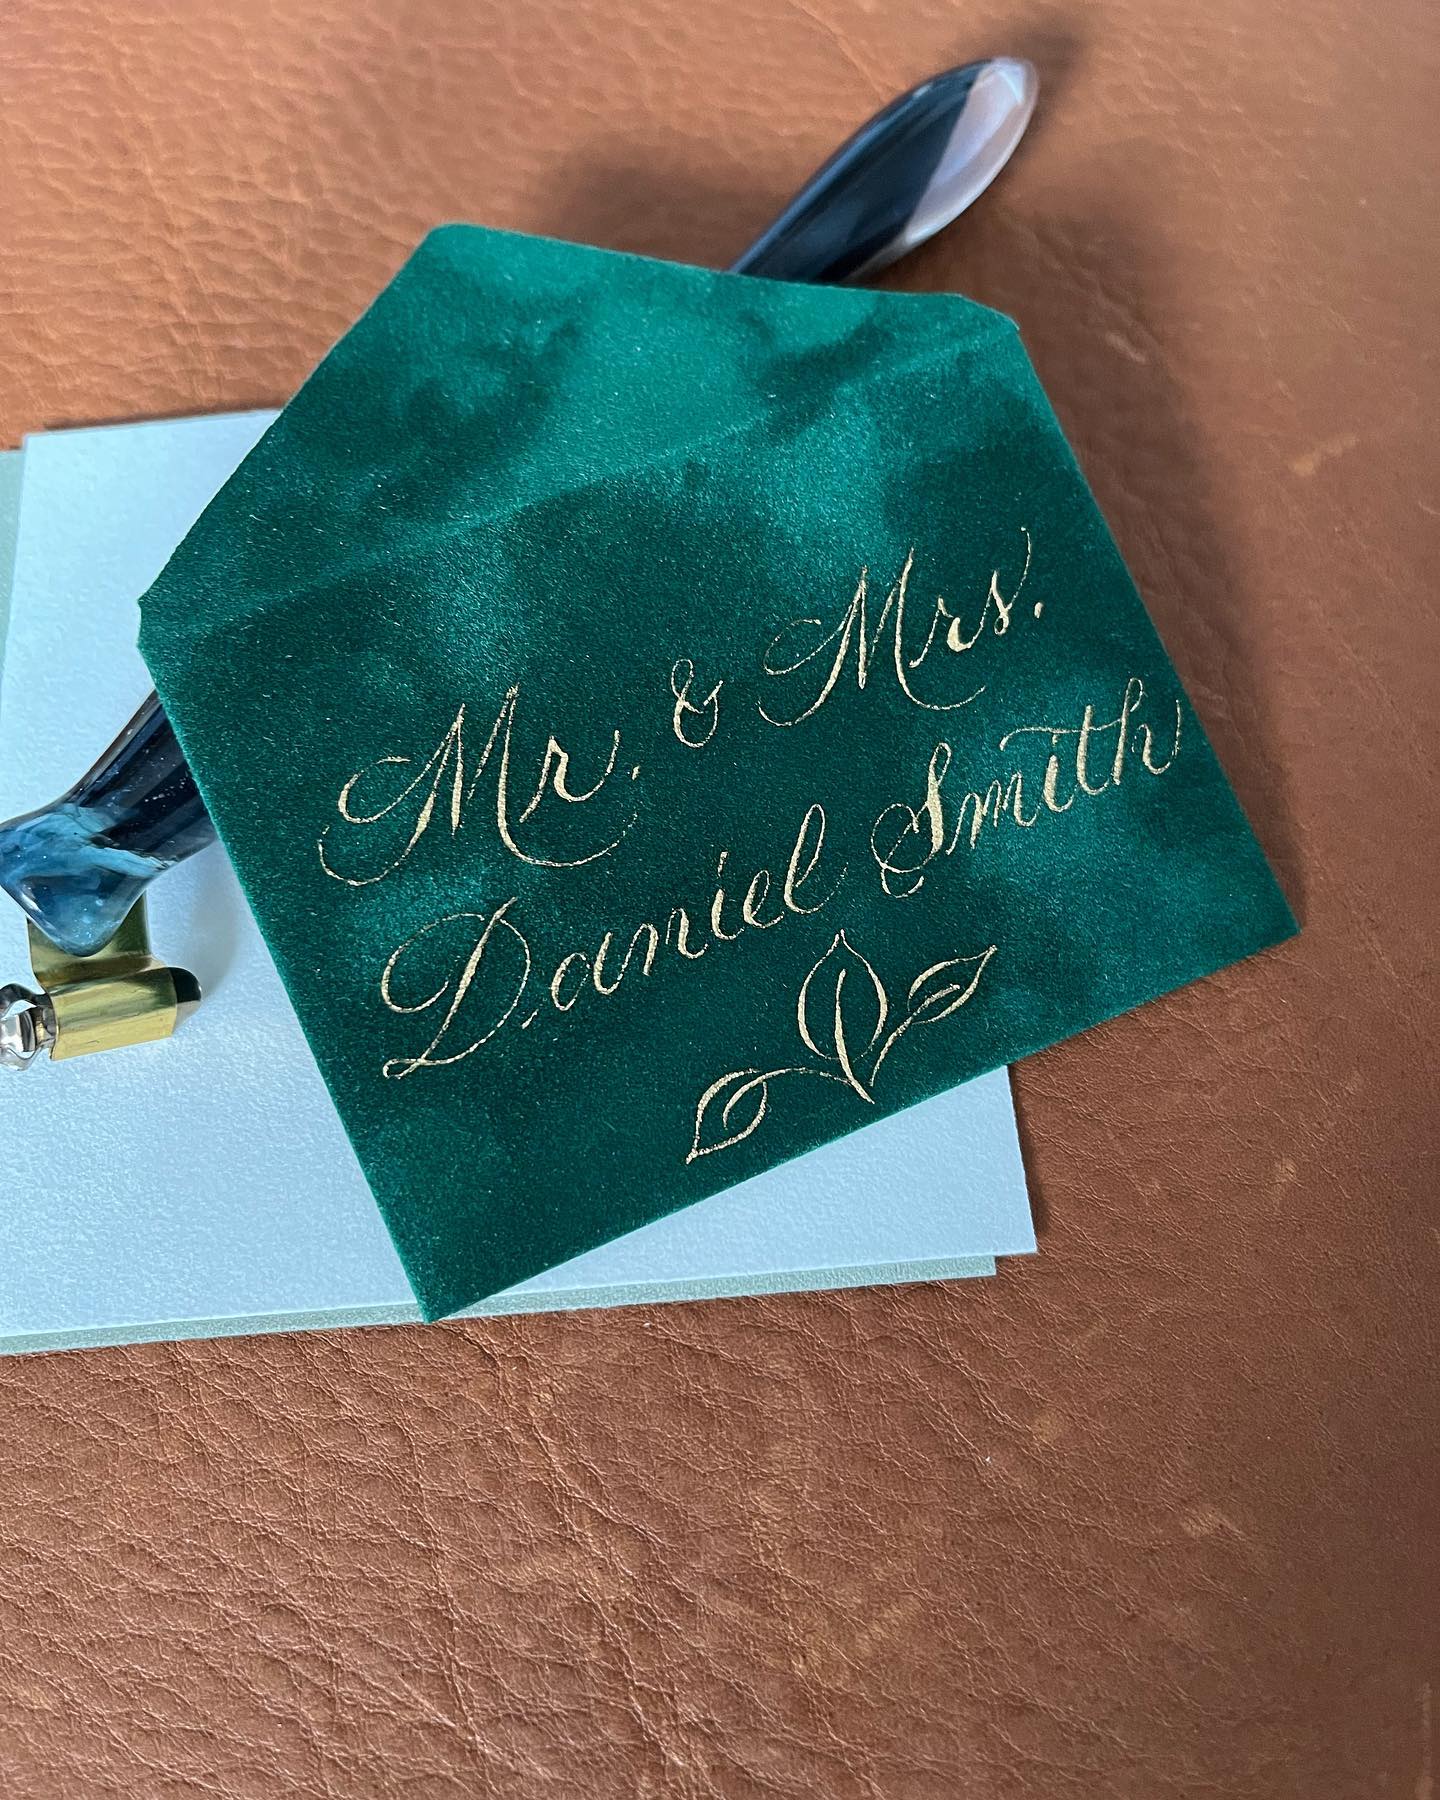 Mr. & Mrs.
Daniel Smith